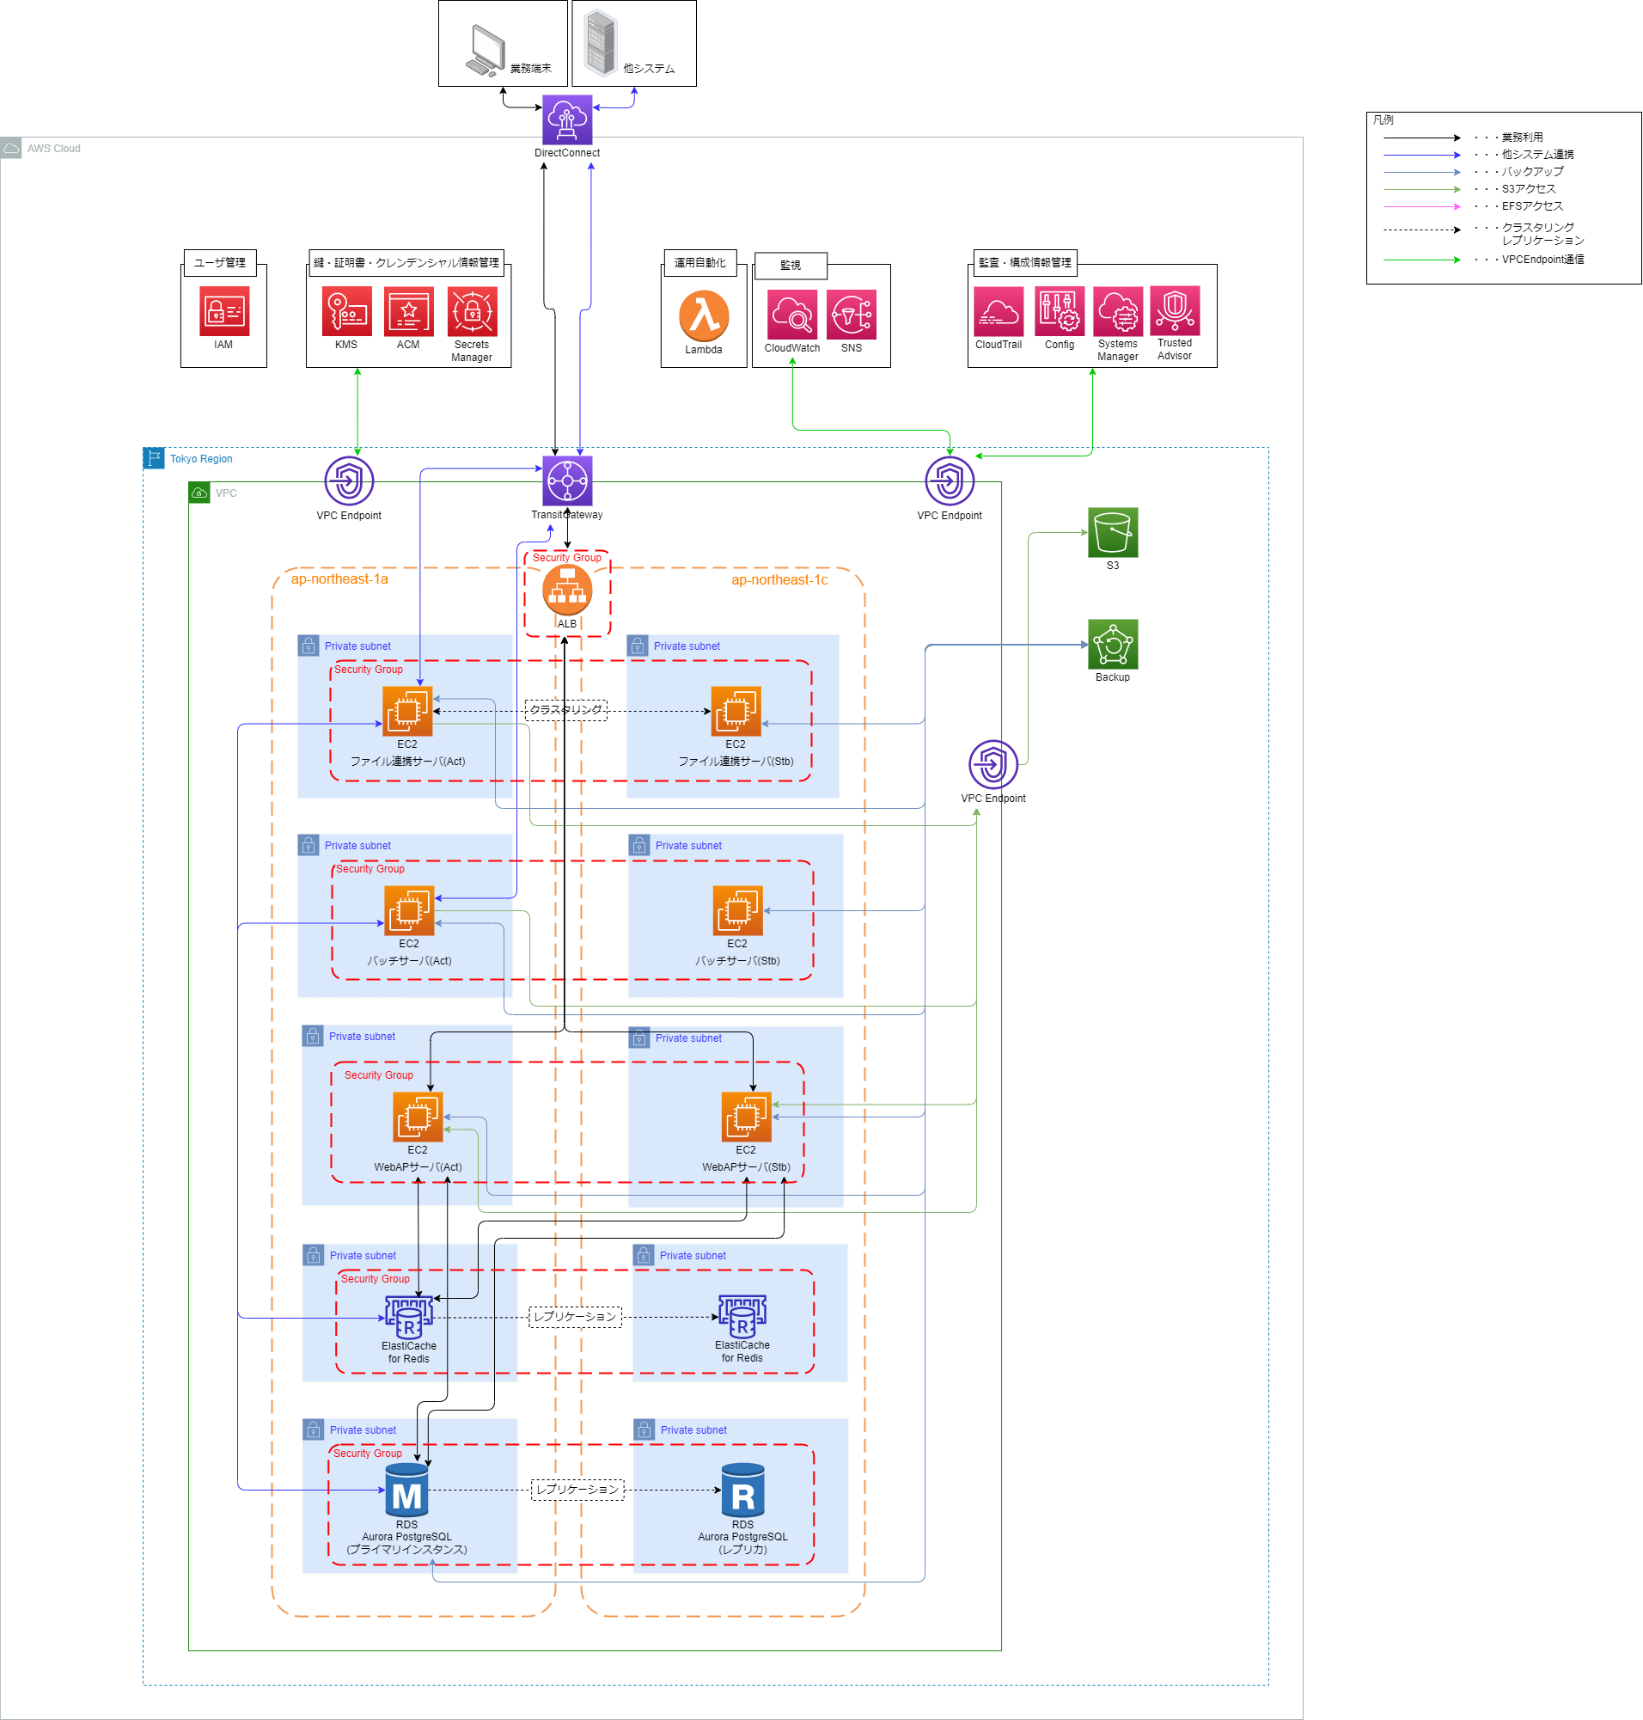 業務端末
他システム
DirectConnect
AWS Cloud
凡例
・・・業務利用
・・・他システム連携
・・・バックアップ
・・・S3アクセス
・・・EFSアクセス
・・・クラスタリング
レプリケーション
・・・VPCEndpoint通信
ユーザ管理
IAM
鍵・証明書・クレンデンシャル情報管理
KMS
ACM
Secrets
Manager
運用自動化
Lambda
監視
CloudWatch
SNS
監査・構成情報管理
CloudTrail
Config
Systems
Manager
Trusted
Advisor
Tokyo Region
VPC
VPC Endpoint
TransitGateway
VPC Endpoint
S3
Backup
VPC Endpoint
Security Group
ALB
ap-northeast-1a
ap-northeast-1c
Private subnet
Private subnet
Security Group
クラスタリング
EC2
ファイル連携サーバ(Act)
EC2
ファイル連携サーバ(Stb)
Private subnet
Private subnet
Security Group
EC2
バッチサーバ(Act)
EC2
バッチサーバ(Stb)
Private subnet
Private subnet
Security Group
EC2
WebAPサーバ(Act)
EC2
WebAPサーバ(Stb)
Private subnet
Private subnet
Security Group
R
レプリケーション
R
ElastiCache
for Redis
ElastiCache
for Redis
Private subnet
Private subnet
Security Group
M
レプリケーション
R
RDS
Aurora PostgreSQL
(プライマリインスタンス)
RDS
Aurora PostgreSQL
(レプリカ)